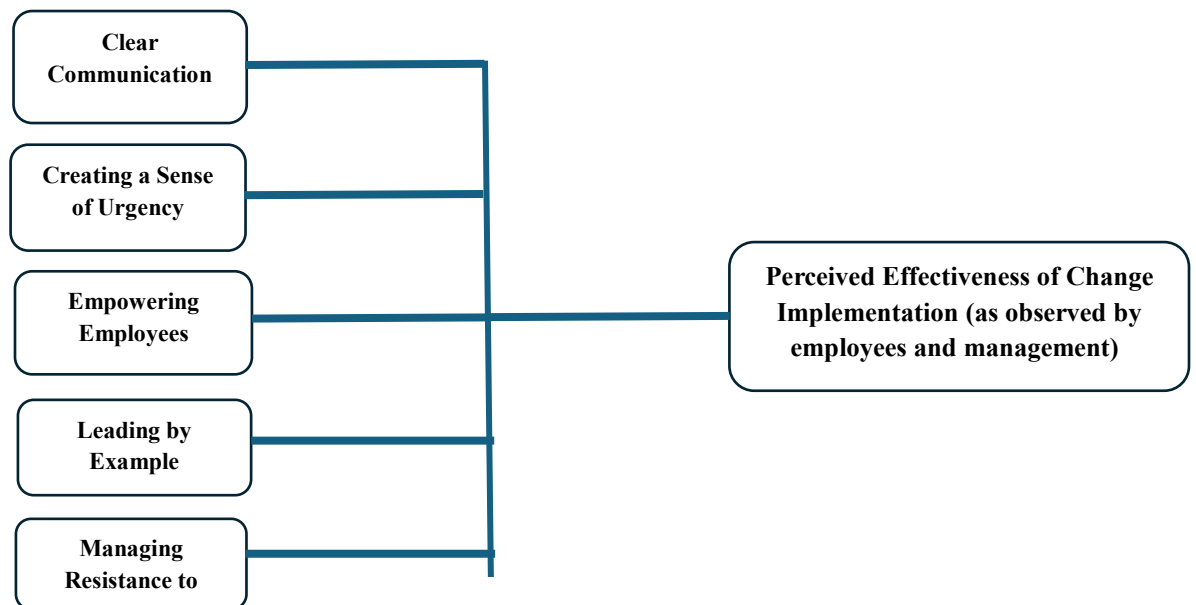 Clear
Communication
Creating a Sense
of Urgency
Empowering
Employees
Leading by
Example
Managing
Resistance to
Perceived Effectiveness of Change
Implementation (as observed by
employees and management)